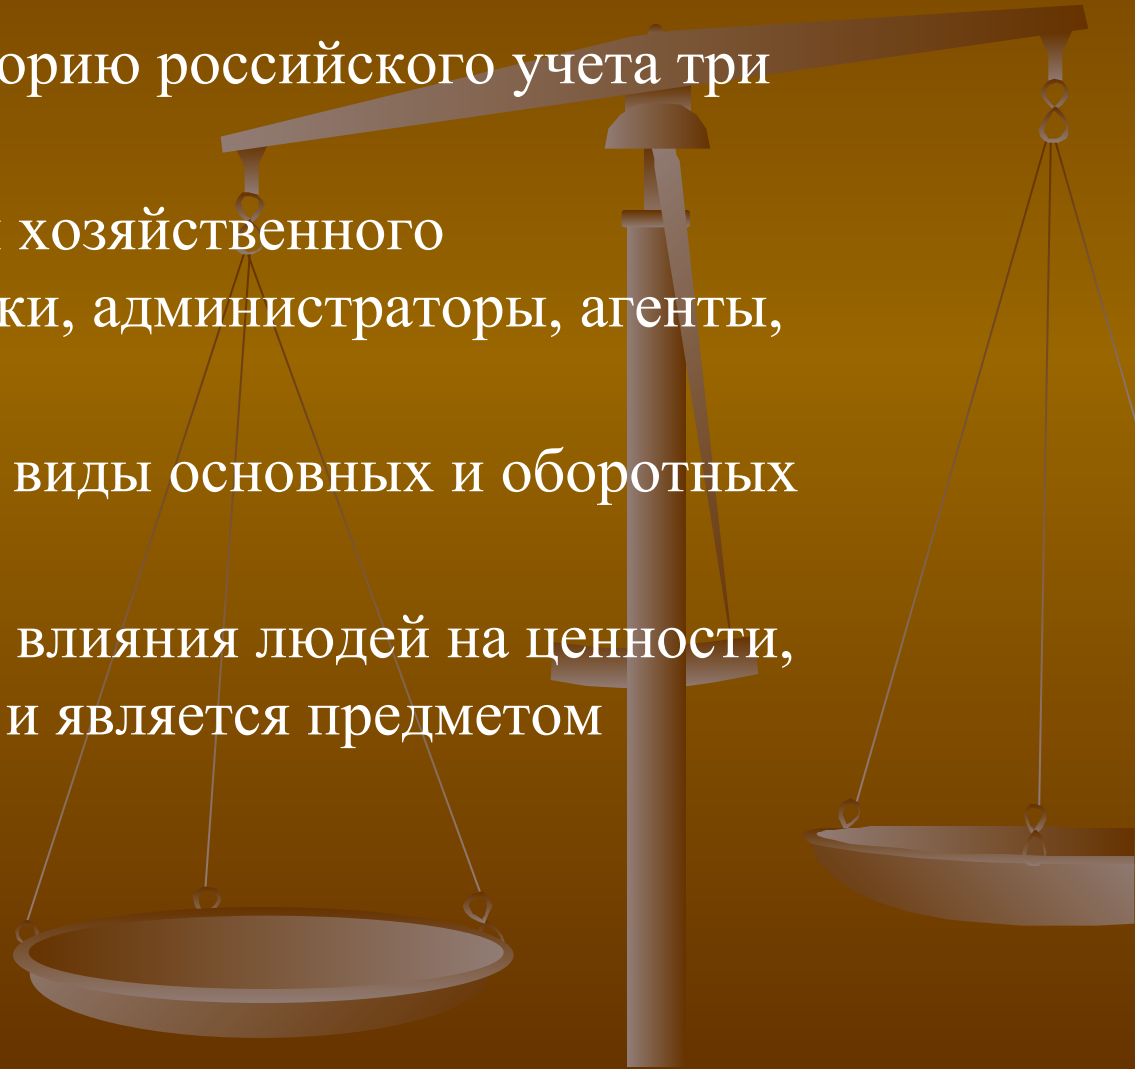 орию российского учета три
хозяйственного
ки, администраторы, агенты,
виды основных и оборотных
влияния людей на ценности,
и является предметом